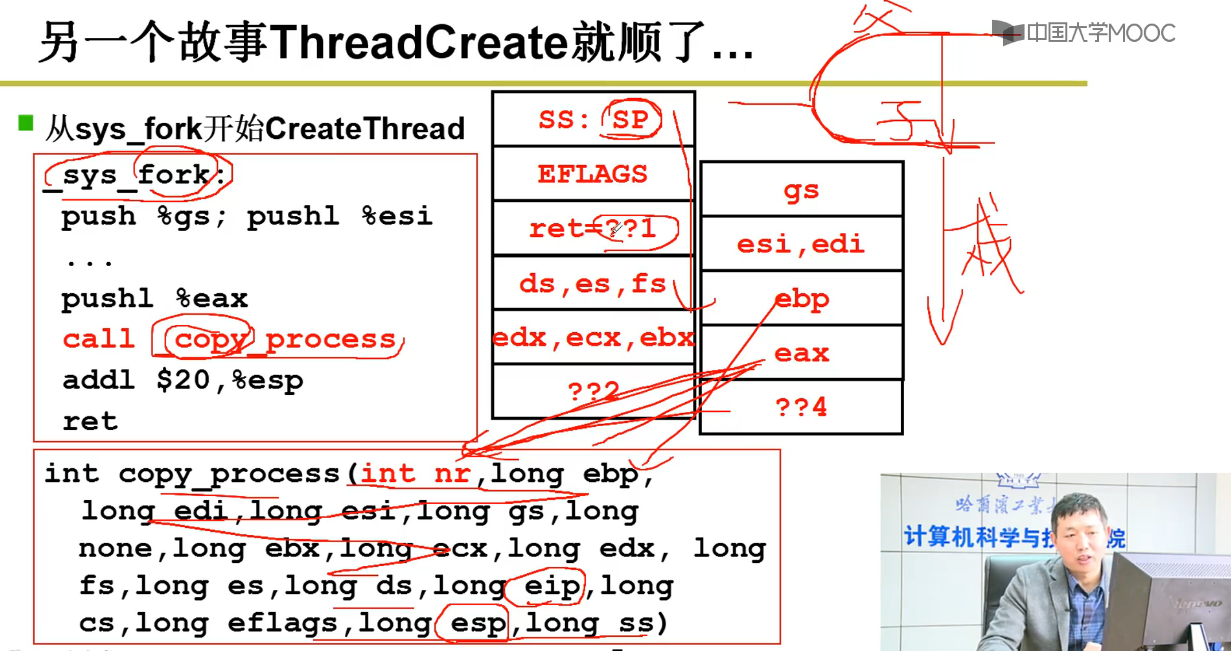 另一个故事ThreadCreate就顺了…
中国大学MOOC
父
子
栈
从sys_fork开始CreateThread
_sys_fork:
push %gs; pushl %esi
...
pushl %eax
call _copy_process
addl $20,%esp
ret
SS: SP
EFLAGS
ret=??1
ds,es,fs
edx,ecx,ebx
??2
gs
esi,edi
ebp
eax
??4
int copy_process(int nr,long ebp,
long edi,long esi,long gs,long
none,long ebx,long ecx,long edx, long
fs,long es,long ds,long eip,long
cs,long eflags,long esp,long ss)
哈尔滨工业大
计算机科学与技 院
lenovo